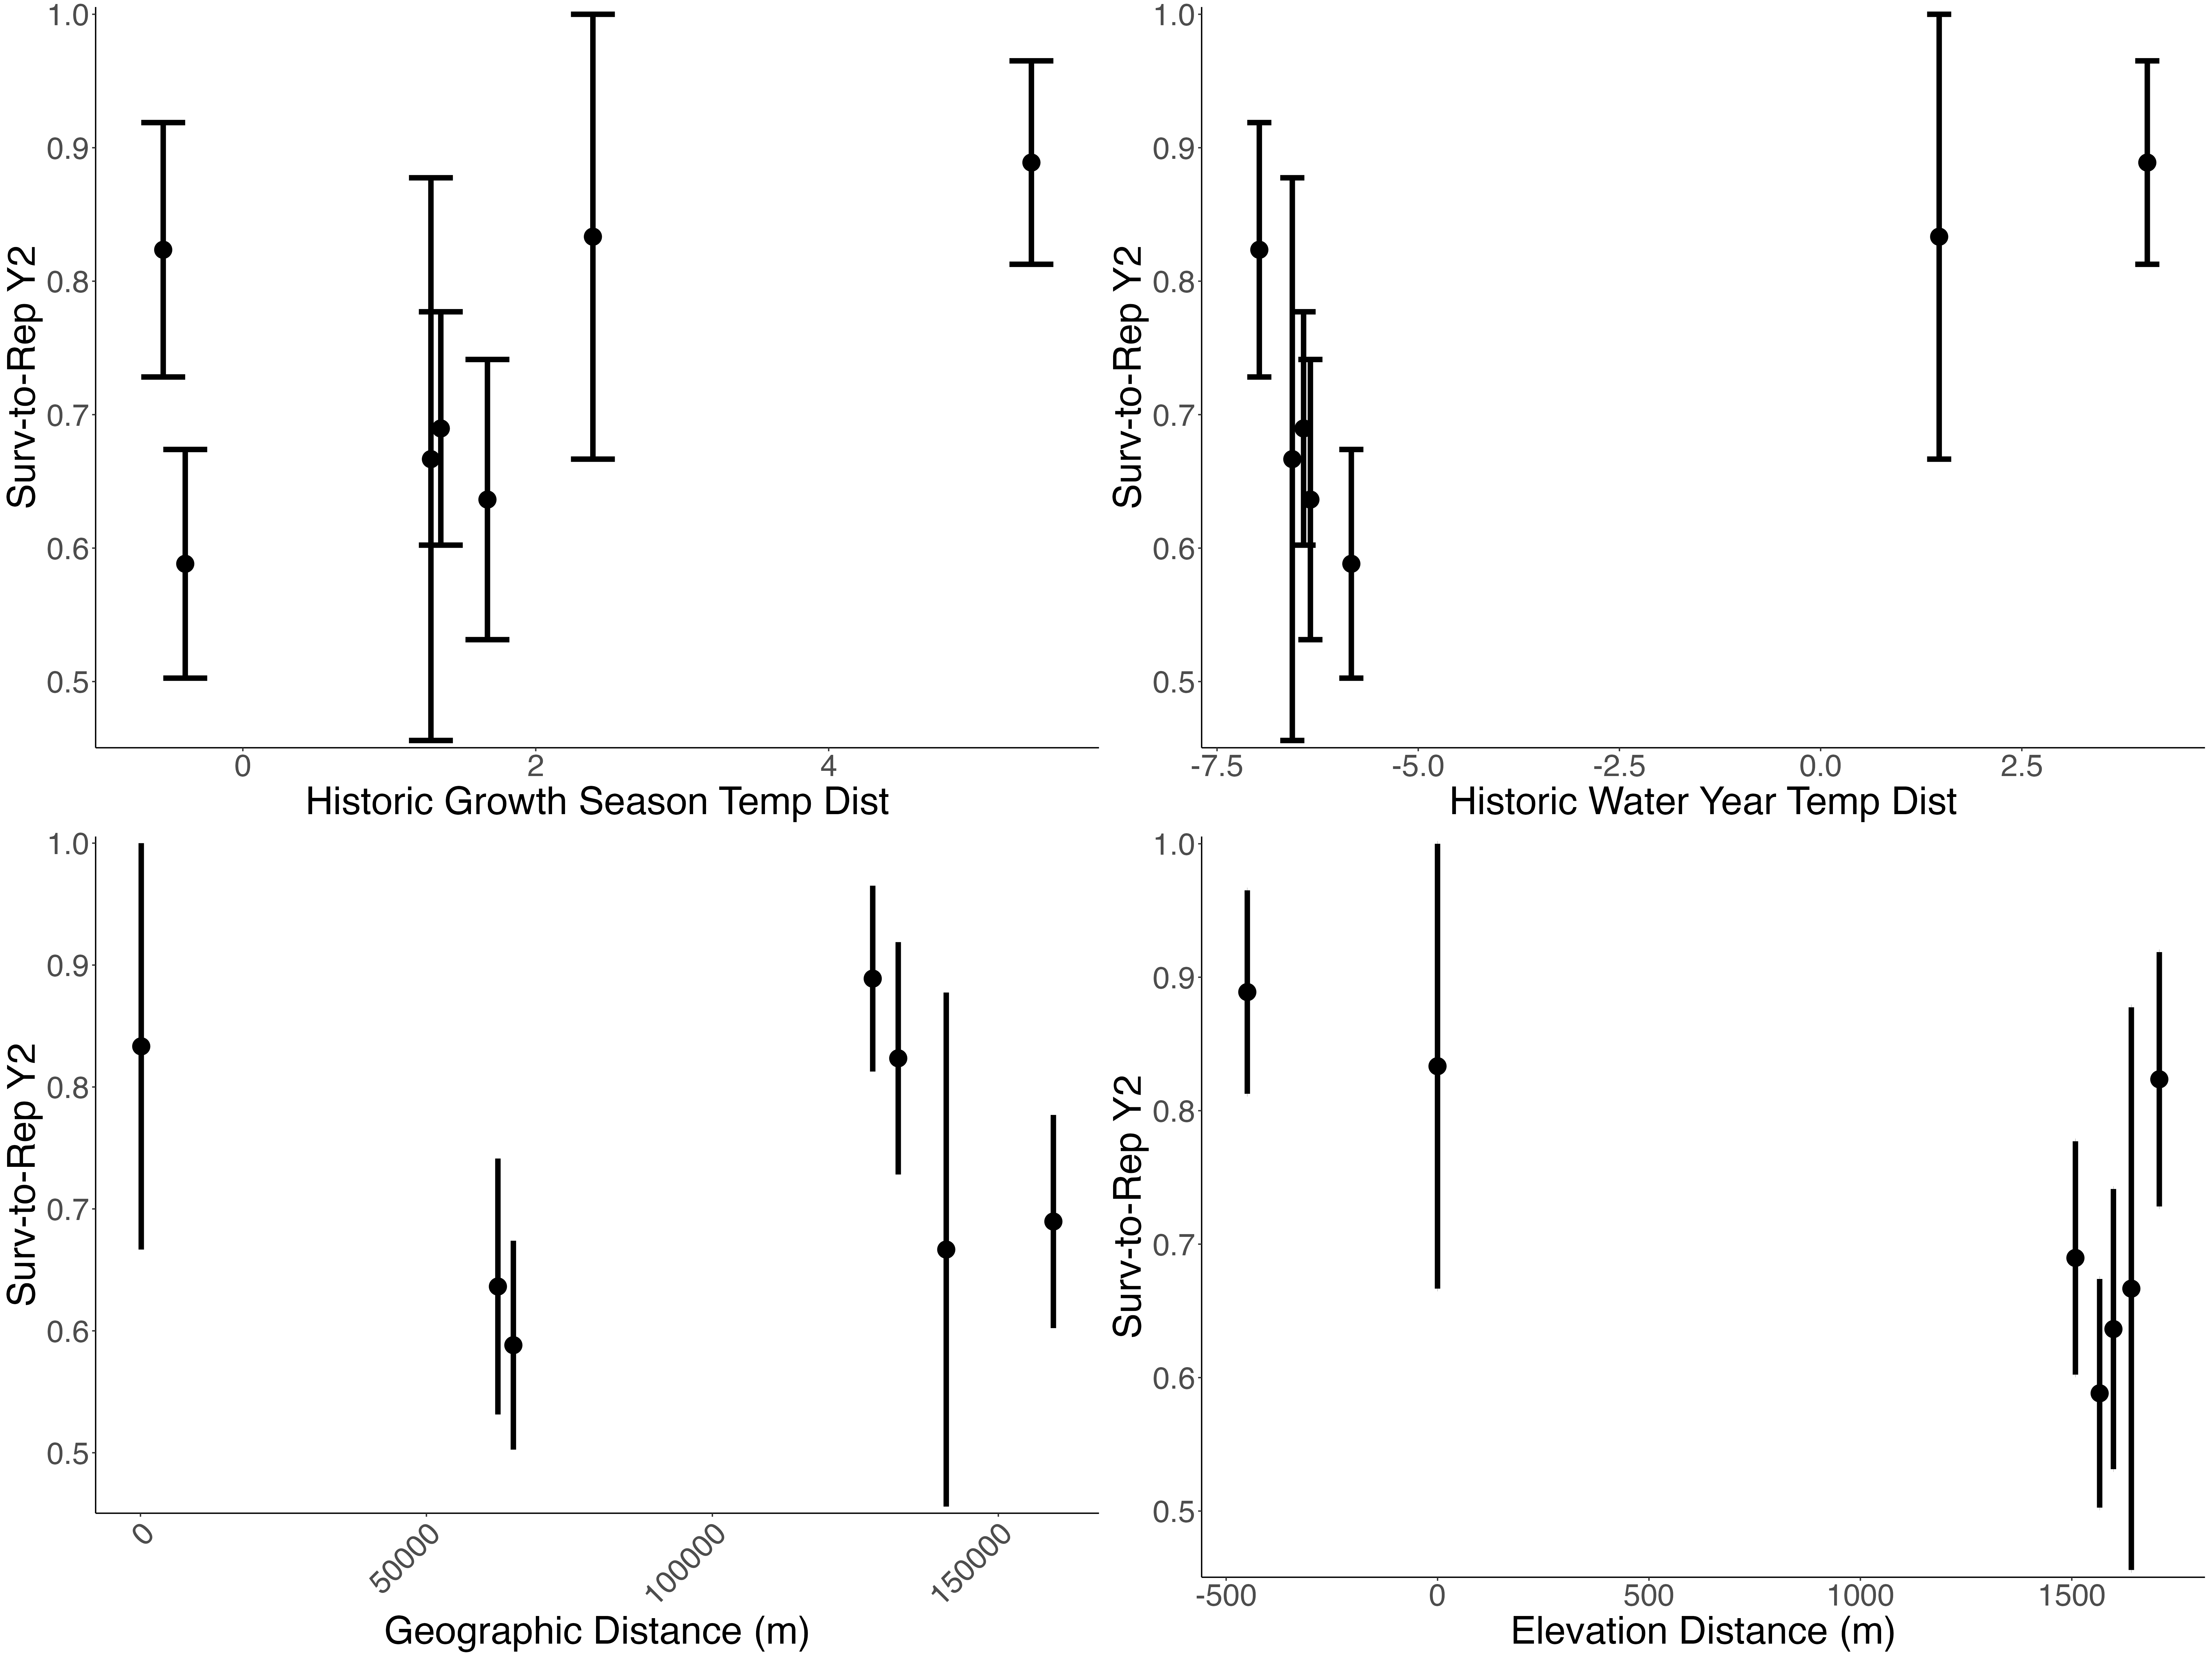 Surv-to-Rep Y2
1.0
0.9
0.8
0.7
0.6
0.5
0 2 4
Historic Growth Season Temp Dist
Surv-to-Rep Y2
1.0
0.9
0.8
0.7
0.6
0.5
-7.5 -5.0 -2.5 0.0 2.5
Historic Water Year Temp Dist
Surv-to-Rep Y2
1.0
0.9
0.8
0.7
0.6
0.5
0 50000 100000 150000
Geographic Distance (m)
Surv-to-Rep Y2
1.0
0.9
0.8
0.7
0.6
0.5
-500 0 500 1000 1500
Elevation Distance (m)